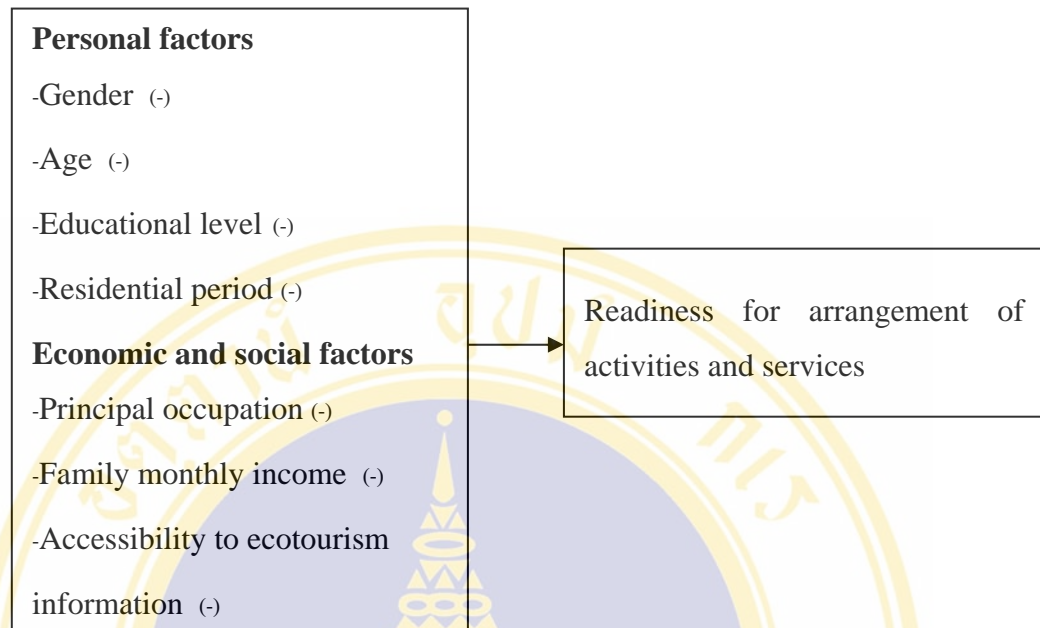 Personal factors
-Gender (-)
-Age (-)
-Educational level (-)
-Residential period (-)
Economic and social factors
-Principal occupation (-)
-Family monthly income (-)
-Accessibility to ecotourism
information (-)
Readiness for arrangement of
activities and services